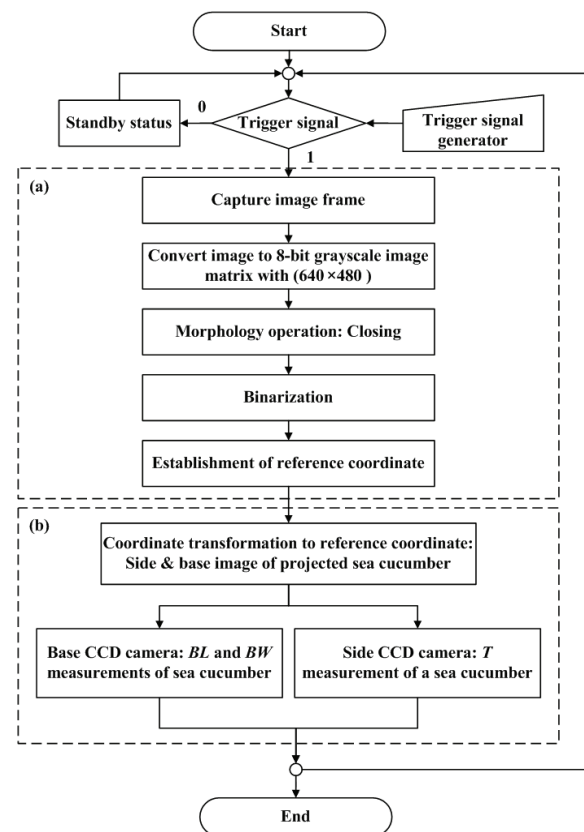 Start
0
Standby status
Trigger signal
Trigger signal
generator
1
(a)
Capture image frame
Convert image to 8-bit grayscale image
matrix with (640×480 )
Morphology operation: Closing
Binarization
Establishment of reference coordinate
(b)
Coordinate transformation to reference coordinate:
Side & base image of projected sea cucumber
Base CCD camera: BL and BW
measurements of sea cucumber
Side CCD camera: T
measurement of a sea cucumber
End